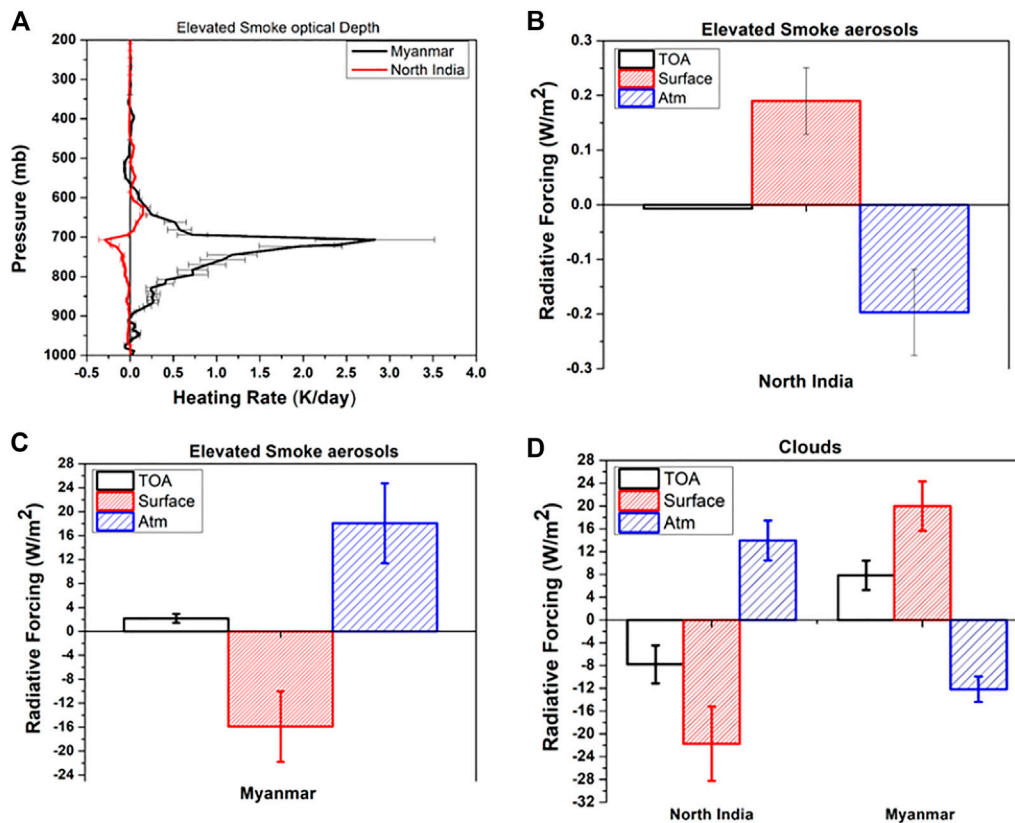 A
Elevated Smoke optical Depth
Myanmar
North India
200
300
400
500
600
700
800
900
1000
Pressure (mb)
-0.5 0.0 0.5 1.0 1.5 2.0 2.5 3.0 3.5 4.0
Heating Rate (K/day)
B
Elevated Smoke aerosols
TOA
Surface
Atm
0.3
0.2
0.1
0.0
-0.1
-0.2
-0.3
Radiative Forcing (W/m²)
North India
C
Elevated Smoke aerosols
TOA
Surface
Atm
28
24
20
16
12
8
4
0
-4
-8
-12
-16
-20
-24
Radiative Forcing (W/m²)
Myanmar
D
Clouds
TOA
Surface
Atm
28
24
20
16
12
8
4
0
-4
-8
-12
-16
-20
-24
-28
-32
Radiative Forcing (W/m²)
North India Myanmar